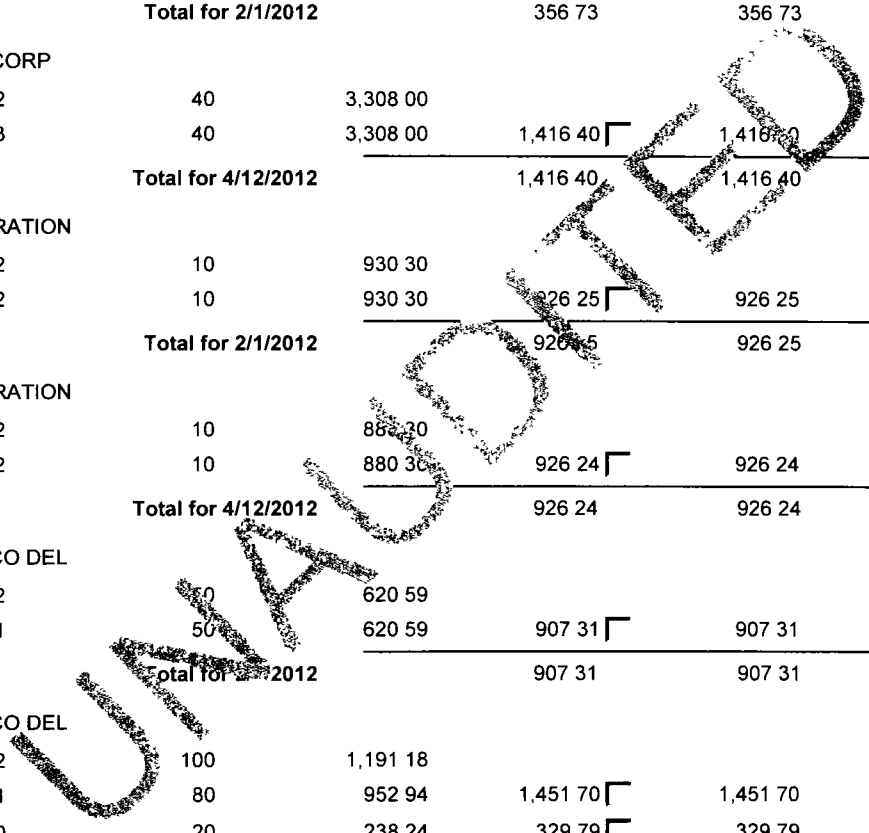 Total for 2/1/2012 356 73 356 73
CORP
2 40 3,308 00
3 40 3,308 00 1,416 40 1,416
Total for 4/12/2012 1,416 40 1,416 40
RATION
2 10 930 30
2 10 930 30 926 25 926 25
Total for 2/1/2012 926 25
RATION
2 10
2 10 880 30 926 24 926 24
Total for 4/12/2012 926 24 926 24
CO DEL
2 620 59
1 50 620 59 907 31 907 31
Total for 2012 907 31 907 31
CO DEL
2 100 1,191 18
1 80 952 94 1,451 70 1,451 70
20 238 24 329 79 329 79
UNAUDITED